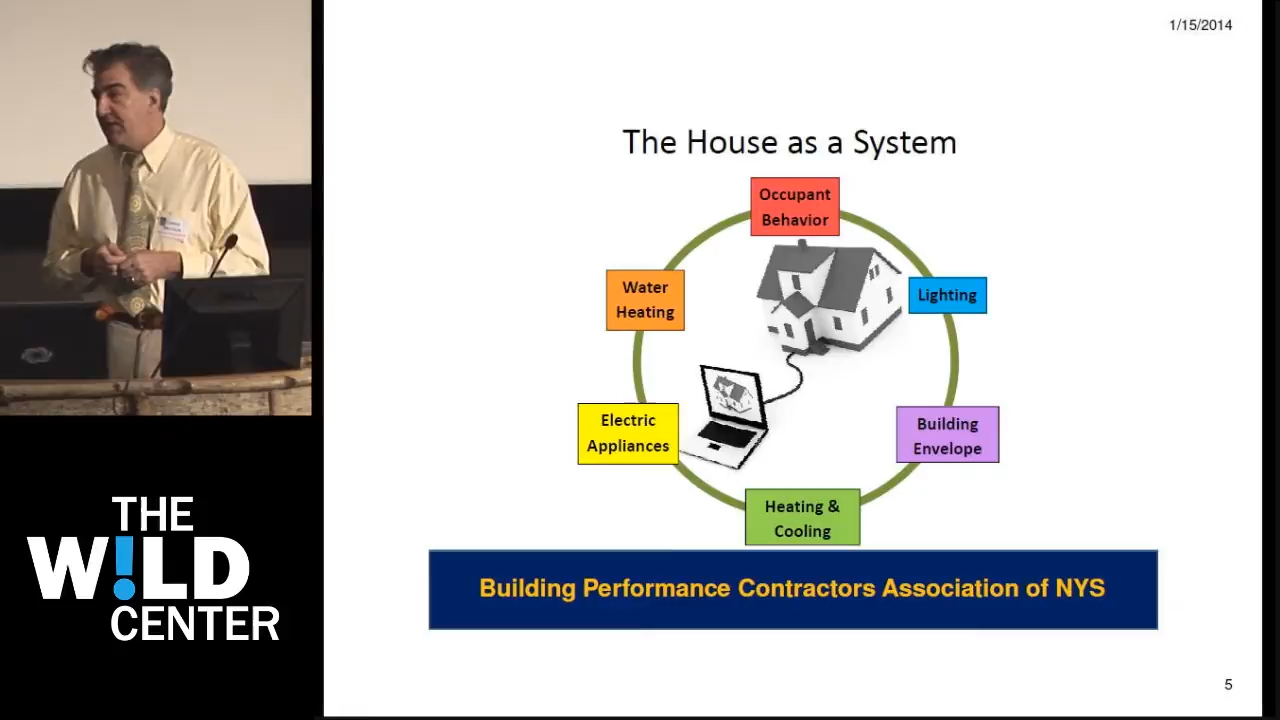 1/15/2014
The House as a System
Occupant
Behavior
Water
Heating
Lighting
Electric
Appliances
Building
Envelope
Heating &
Cooling
Building Performance Contractors Association of NYS
5
THE
W!LD
CENTER